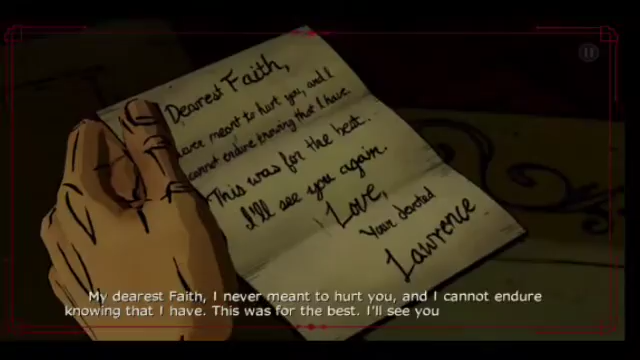 Dearest Faith,
never meant to hurt you, and I
cannot endure knowing that I have.
This was for the best.
I'll see you again.
Love,
Your devoted
Lawrence
My dearest Faith, I never meant to hurt you, and I cannot endure
knowing that I have. This was for the best. I'll see you